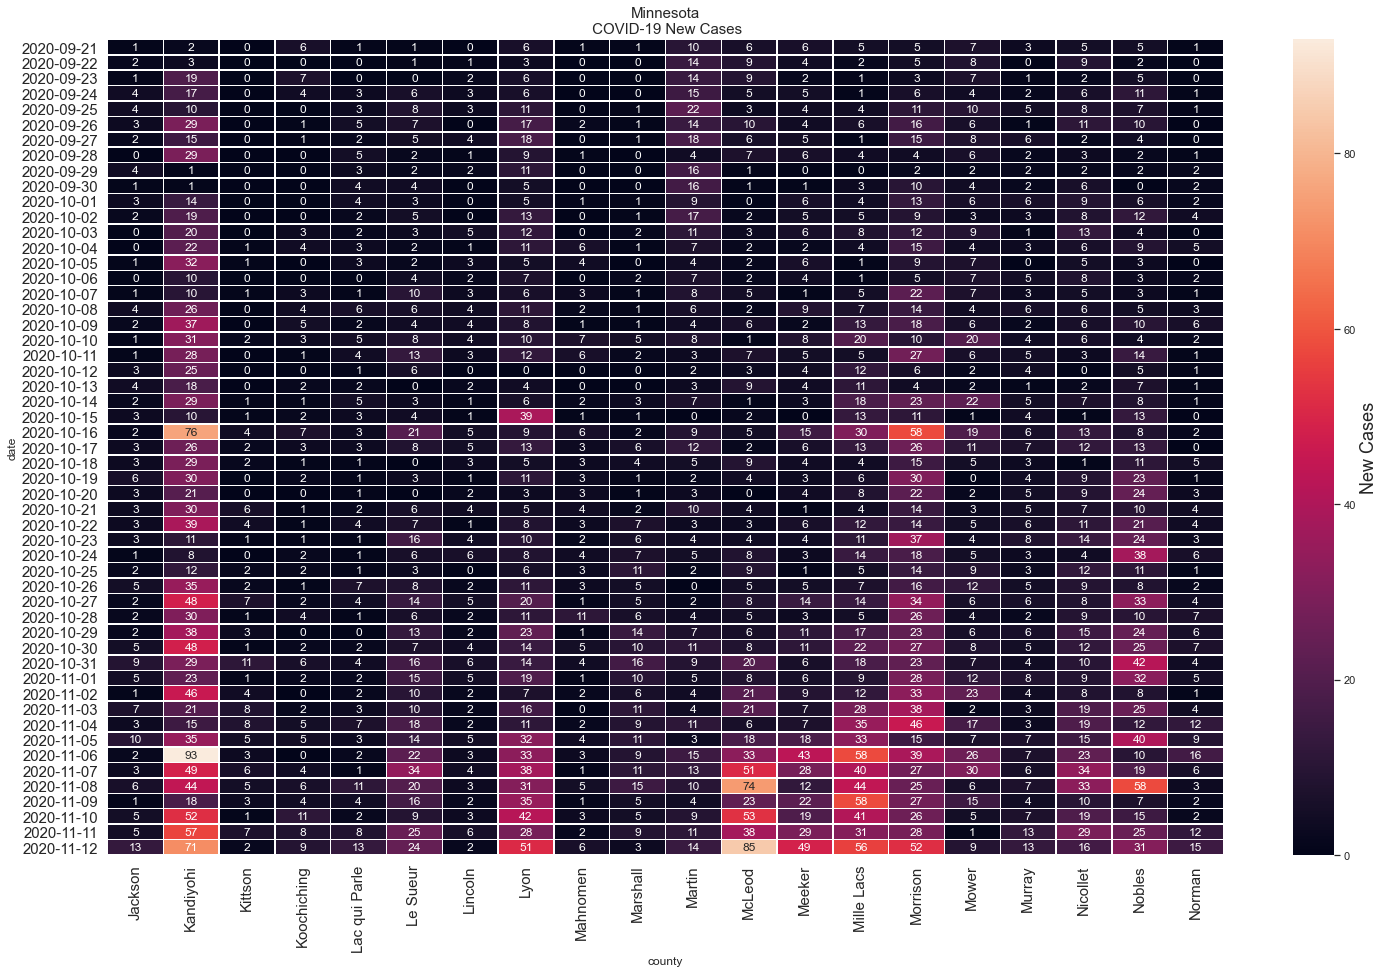 Minnesota
COVID-19 New Cases
2020-09-21 1 2 0 6 1 1 0 6 1 1 10 6 6 5 5 7 3 5 5 1
2020-09-22 2 3 0 0 0 1 1 3 0 0 14 9 4 2 5 8 0 9 2 0
2020-09-23 1 19 0 7 0 0 2 6 0 0 14 9 2 1 3 7 1 2 5 0
2020-09-24 4 17 0 4 3 6 3 6 0 0 15 5 5 1 6 4 2 6 11 1
2020-09-25 4 10 0 0 3 8 3 11 0 0 22 3 4 4 11 10 5 8 7 1
2020-09-26 3 29 0 1 5 7 0 17 2 1 14 10 4 6 16 6 1 11 10 0
2020-09-27 2 15 0 1 2 5 4 18 0 1 18 6 5 1 15 8 6 2 4 0
2020-09-28 0 29 0 0 5 2 1 9 1 0 4 7 6 4 4 6 2 3 2 1
2020-09-29 4 1 0 0 3 2 2 11 0 0 16 1 0 0 2 2 2 2 2 2
2020-09-30 1 1 0 0 4 4 0 5 0 0 16 1 1 3 10 4 2 6 0 2
2020-10-01 3 14 0 0 4 3 0 5 1 1 9 0 6 4 13 6 6 9 6 2
2020-10-02 2 19 0 0 2 5 0 13 0 1 17 2 5 5 9 3 3 8 12 4
2020-10-03 0 20 0 3 2 3 5 12 0 2 11 3 6 8 12 9 1 13 4 0
2020-10-04 0 22 1 4 3 2 1 11 6 1 7 2 2 4 15 4 3 6 9 5
2020-10-05 1 32 1 0 3 2 3 5 4 0 4 2 6 1 9 7 0 5 3 0
2020-10-06 0 10 0 0 0 4 2 7 0 2 7 2 4 1 5 7 5 8 3 2
2020-10-07 1 10 1 3 1 10 3 6 3 1 8 5 1 5 22 7 3 5 3 1
2020-10-08 4 26 0 4 6 6 4 11 2 1 6 2 9 7 14 4 6 6 5 3
2020-10-09 2 37 0 5 2 4 4 8 1 1 4 6 2 13 18 6 2 6 10 6
2020-10-10 1 31 2 3 5 8 4 10 7 5 8 1 8 20 10 20 4 6 4 2
2020-10-11 1 28 0 1 4 13 3 12 6 2 3 7 5 5 27 6 5 3 14 1
2020-10-12 3 25 0 0 1 6 0 0 0 0 2 3 4 12 6 2 4 0 5 1
2020-10-13 4 18 0 2 2 0 2 4 0 0 3 9 4 11 4 2 1 2 7 1
2020-10-14 2 29 1 1 5 3 1 6 2 3 7 1 3 18 23 22 5 7 8 1
2020-10-15 3 10 1 2 3 4 1 39 1 1 0 2 0 13 11 1 4 1 13 0
2020-10-16 2 76 4 7 3 21 5 9 6 2 9 5 15 30 58 19 6 13 8 2
2020-10-17 3 26 2 3 3 8 5 13 3 6 12 2 6 13 26 11 7 12 13 0
2020-10-18 3 29 2 1 1 0 3 5 3 4 5 9 4 4 15 5 3 1 11 5
2020-10-19 6 30 0 2 1 3 1 11 3 1 2 4 3 6 30 0 4 9 23 1
2020-10-20 3 21 0 0 1 0 2 3 3 1 3 0 4 8 22 2 5 9 24 3
2020-10-21 3 30 6 1 2 6 4 5 4 2 10 4 1 4 14 3 5 7 10 4
2020-10-22 3 39 4 1 4 7 1 8 3 7 3 3 6 12 14 5 6 11 21 4
2020-10-23 3 11 1 1 1 16 4 10 2 6 4 4 4 11 37 4 8 14 24 3
2020-10-24 1 8 0 2 1 6 6 8 4 7 5 8 3 14 18 5 3 4 38 6
2020-10-25 2 12 2 2 1 3 0 6 3 11 2 9 1 5 14 9 3 12 11 1
2020-10-26 5 35 2 1 7 8 2 11 3 5 0 5 5 7 16 12 5 9 8 2
2020-10-27 2 48 7 2 4 14 5 20 1 5 2 8 14 14 34 6 6 8 33 4
2020-10-28 1 30 1 4 1 6 2 11 11 6 4 5 3 5 26 4 2 9 10 7
2020-10-29 2 38 3 0 0 13 2 23 1 14 7 6 11 17 23 6 6 15 24 6
2020-10-30 5 48 1 2 2 7 4 14 5 10 11 8 11 22 27 8 5 12 25 7
2020-10-31 9 29 11 6 4 16 6 14 4 16 9 20 6 18 23 7 4 10 42 4
2020-11-01 5 23 1 2 2 15 5 19 1 10 5 8 6 9 28 12 8 9 32 5
2020-11-02 1 46 4 0 2 10 2 7 2 6 4 21 9 12 33 23 4 8 8 1
2020-11-03 7 21 8 2 3 10 2 16 0 11 4 21 7 28 38 2 3 19 25 4
2020-11-04 3 15 8 5 7 18 2 11 2 9 11 6 7 35 46 17 3 19 12 12
2020-11-05 10 35 5 5 3 14 5 32 4 11 3 18 18 33 15 7 7 15 40 9
2020-11-06 2 93 3 0 2 22 3 33 3 9 15 33 43 58 39 26 7 23 10 16
2020-11-07 3 49 6 4 1 34 4 38 1 11 13 51 28 40 27 30 6 34 19 6
2020-11-08 6 44 5 6 11 20 3 31 5 15 10 74 12 44 25 6 7 33 58 3
2020-11-09 1 18 3 4 4 16 2 35 1 5 4 23 22 58 27 15 4 10 7 2
2020-11-10 5 52 1 11 2 9 3 42 3 5 9 53 19 41 26 5 7 19 15 2
2020-11-11 5 57 7 8 8 25 6 28 2 9 11 38 29 31 28 1 13 29 25 12
2020-11-12 13 71 2 9 13 24 2 51 6 3 14 85 49 56 52 9 13 16 31 15
Jackson Kandiyohi Kittson Koochiching Lac qui Parle Le Sueur Lincoln Lyon Mahnomen Marshall Martin McLeod Meeker Mille Lacs Morrison Mower Murray Nicollet Nobles Norman
county
date
80
60
40
20
0
New Cases